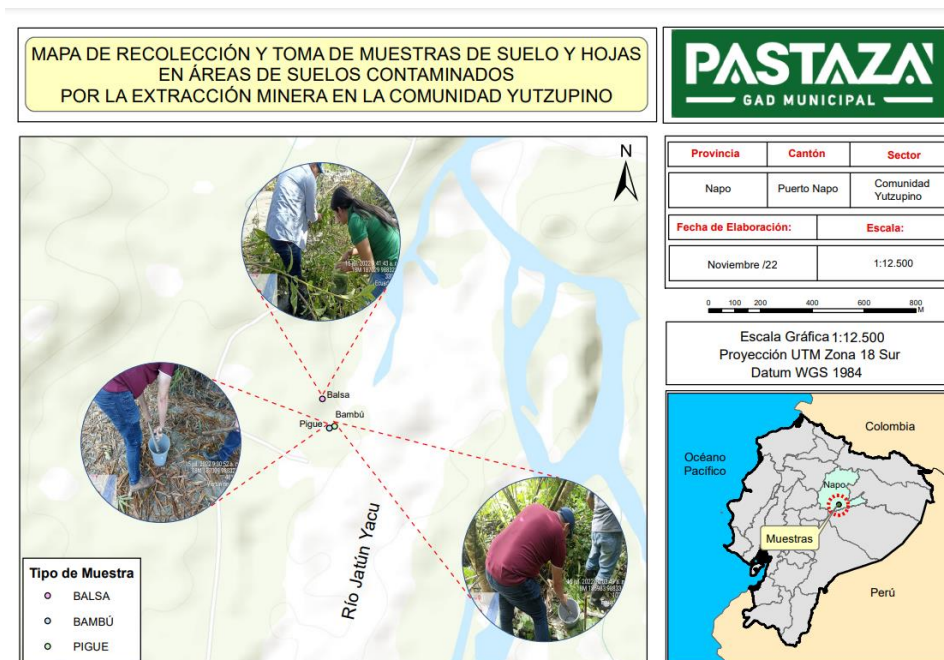 MAPA DE RECOLECCIÓN Y TOMA DE MUESTRAS DE SUELO Y HOJAS
EN ÁREAS DE SUELOS CONTAMINADOS
POR LA EXTRACCIÓN MINERA EN LA COMUNIDAD YUTZUPINO
PASTAZA
GAD MUNICIPAL
Provincia Cantón Sector
Napo Puerto Napo Comunidad
Yutzupino
Fecha de Elaboración: Escala:
Noviembre /22 1:12.500
0 100 200 400 600 800
M
Escala Gráfica 1:12.500
Proyección UTM Zona 18 Sur
Datum WGS 1984
N
Balsa
Bambú
Pigue
Río Jatún Yacu
Tipo de Muestra
BALSA
BAMBÚ
PIGUE
Colombia
Océano
Pacífico
Napo
Muestras
Perú